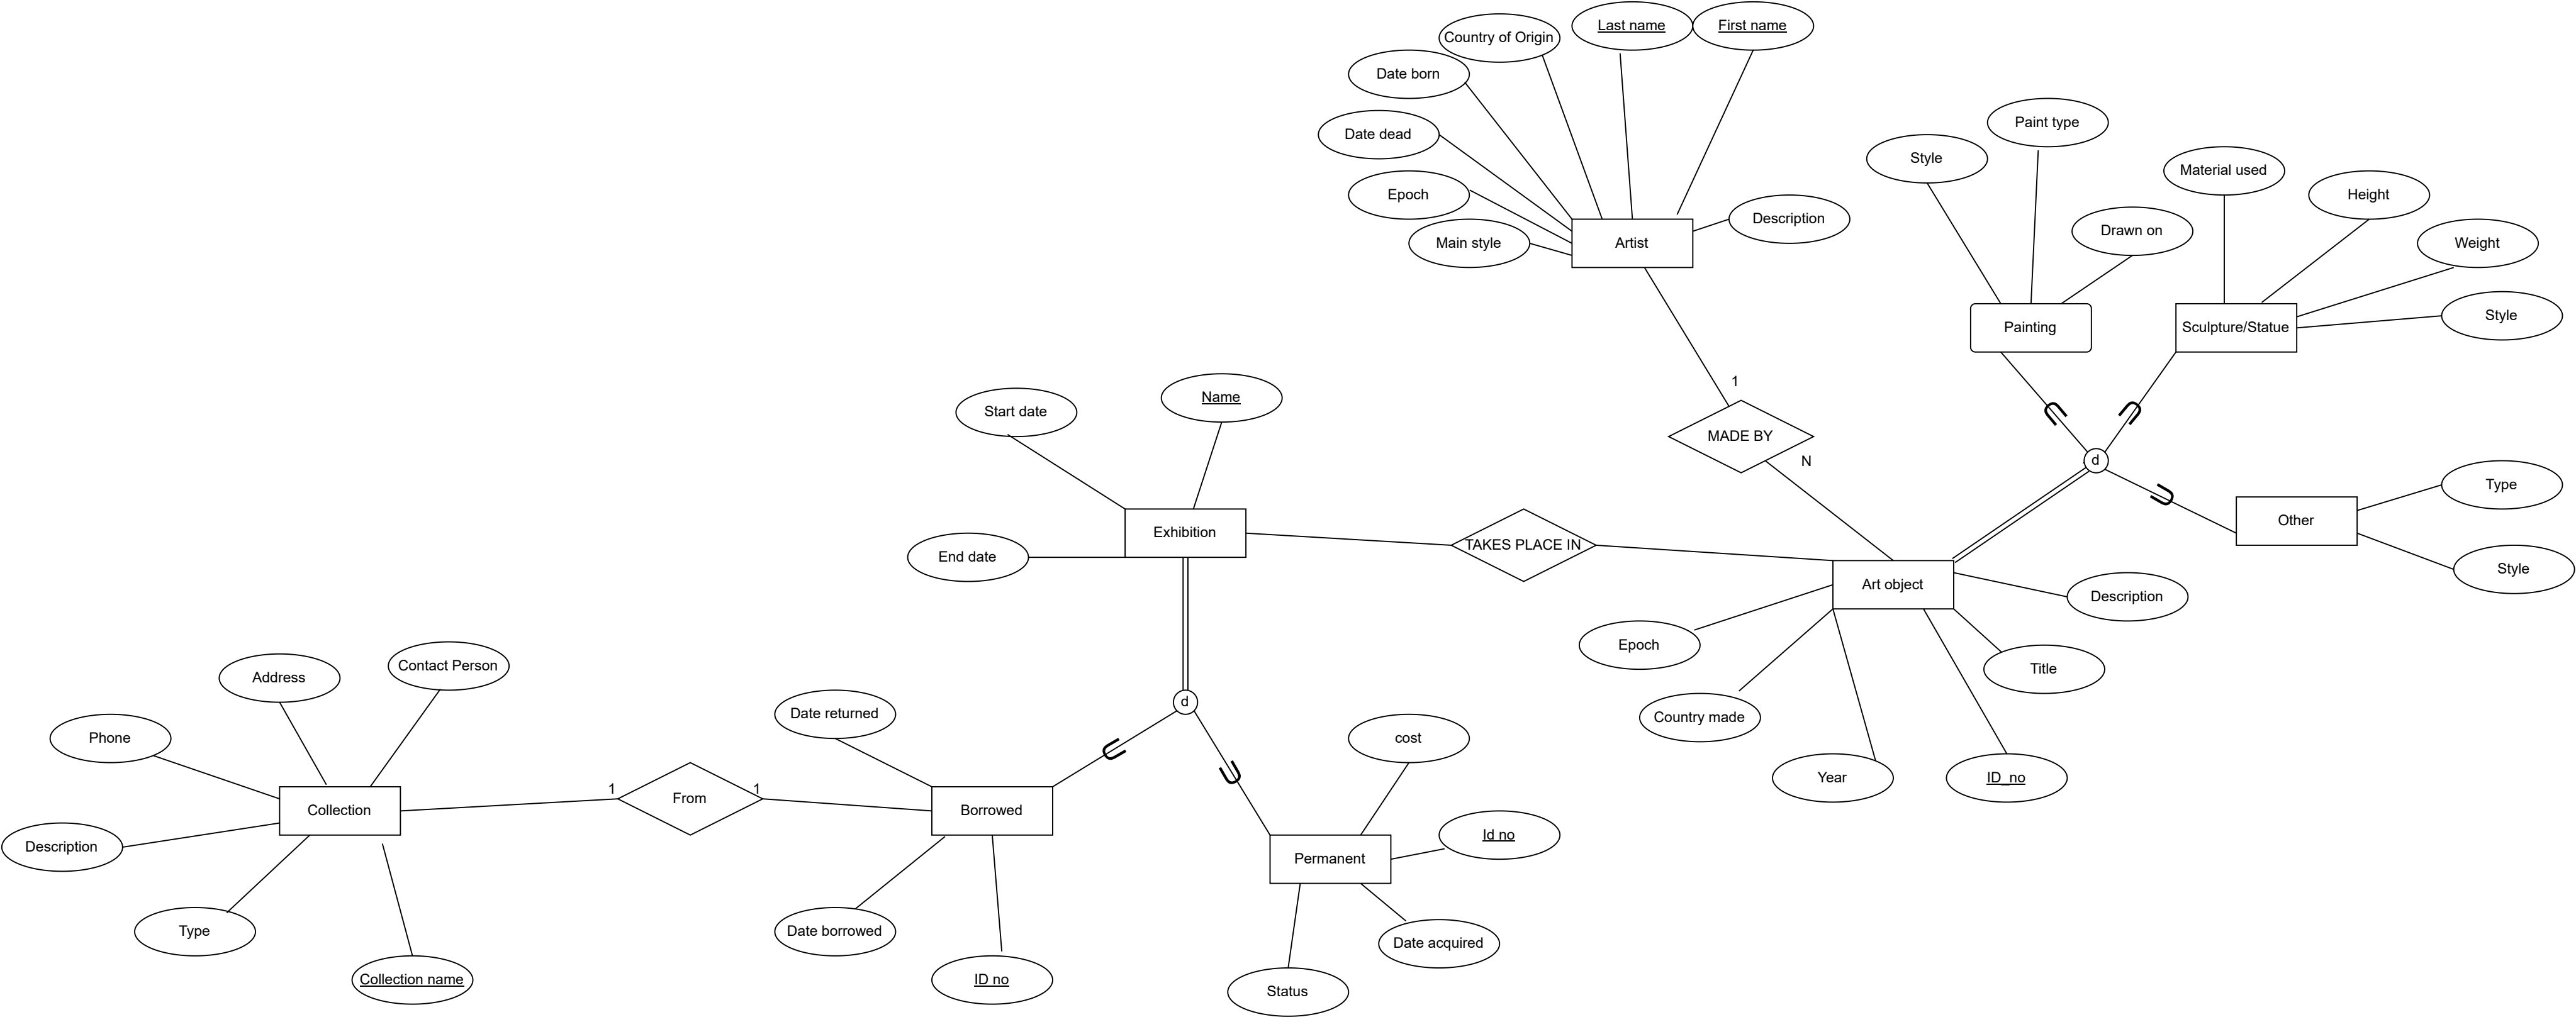 Last name
First name
Country of Origin
Date born
Date dead
Epoch
Main style
Artist
Description
Paint type
Style
Drawn on
Painting
Material used
Height
Weight
Style
Sculpture/Statue
1
MADE BY
N
d
Type
Other
Style
Start date
Name
Exhibition
End date
TAKES PLACE IN
Art object
Description
Epoch
Title
Country made
Year
ID_no
d
Contact Person
Address
Phone
Collection
Description
Type
Collection name
1
From
1
Date returned
Borrowed
Date borrowed
ID no
cost
Id no
Permanent
Date acquired
Status